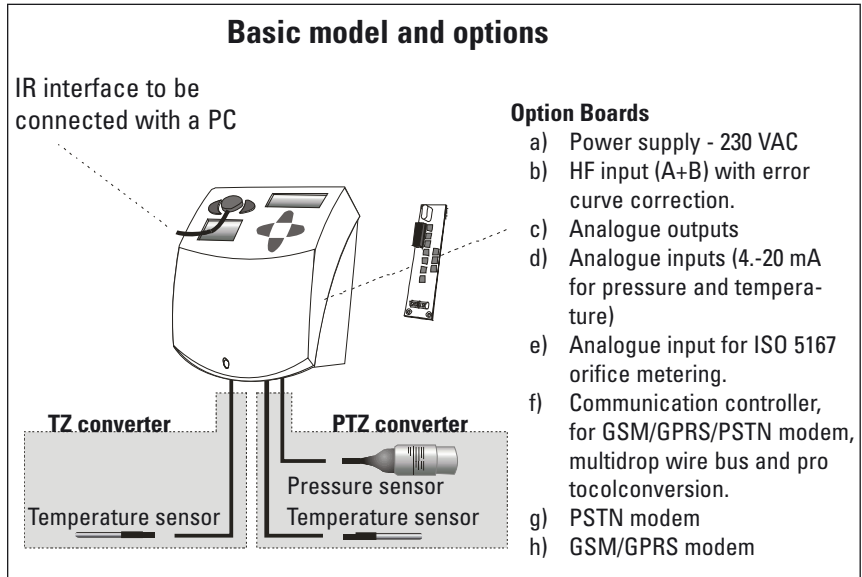 Basic model and options
IR interface to be
connected with a PC
Option Boards
a) Power supply - 230 VAC
b) HF input (A+B) with error
curve correction.
c) Analogue outputs
d) Analogue inputs (4.-20 mA
for pressure and tempera-
ture)
e) Analogue input for ISO 5167
orifice metering.
f) Communication controller,
for GSM/GPRS/PSTN modem,
multidrop wire bus and pro
tocolconversion.
g) PSTN modem
h) GSM/GPRS modem
TZ converter
PTZ converter
Pressure sensor
Temperature sensor
Temperature sensor